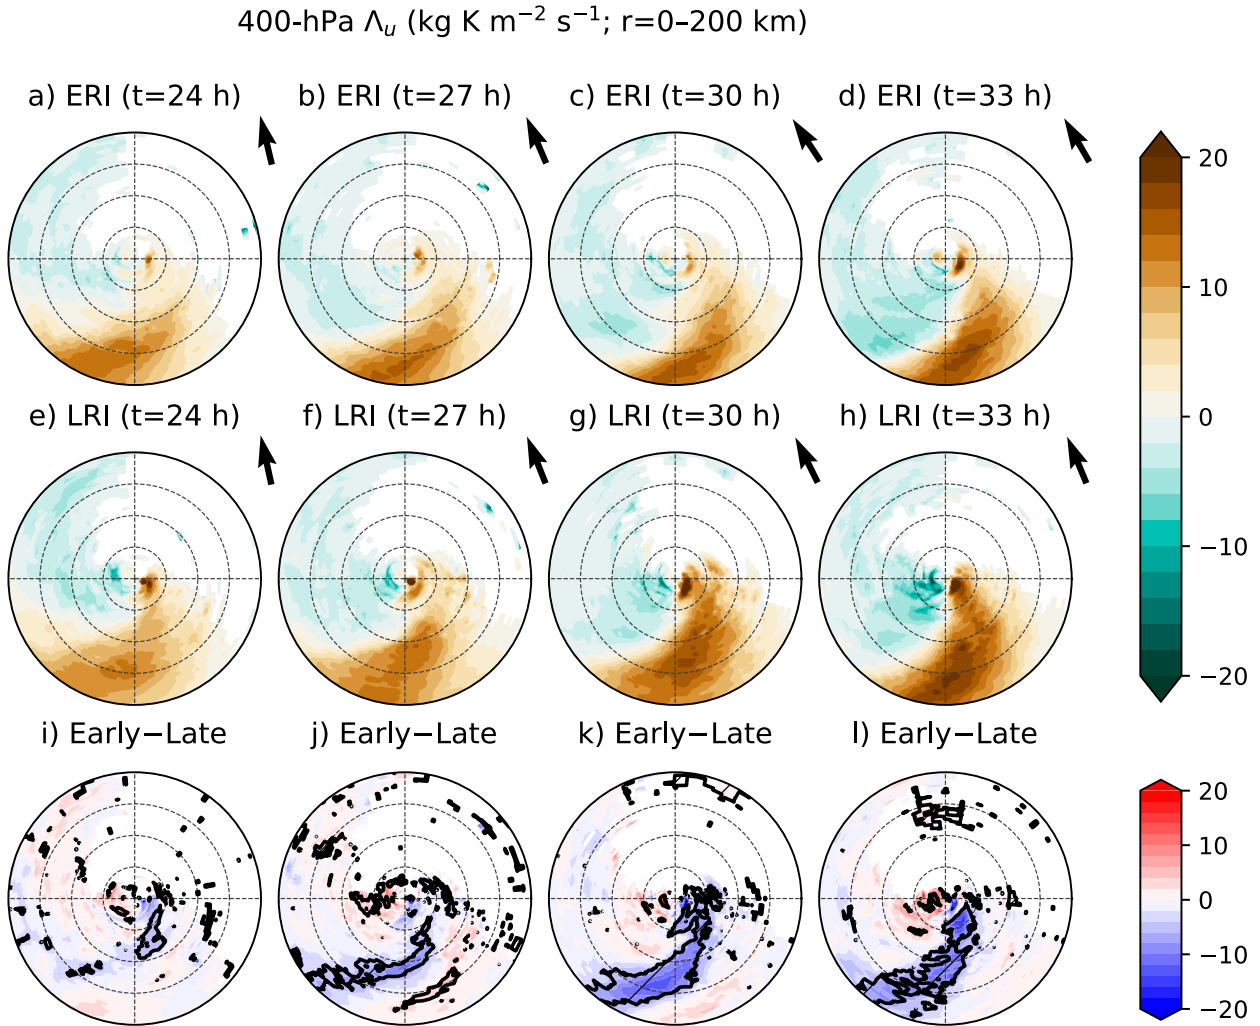 400-hPa Λu (kg K m−2 s−1; r=0–200 km)
a) ERI (t=24 h)
b) ERI (t=27 h)
c) ERI (t=30 h)
d) ERI (t=33 h)
20
10
0
−10
−20
e) LRI (t=24 h)
f) LRI (t=27 h)
g) LRI (t=30 h)
h) LRI (t=33 h)
i) Early−Late
j) Early−Late
k) Early−Late
l) Early−Late
20
10
0
−10
−20